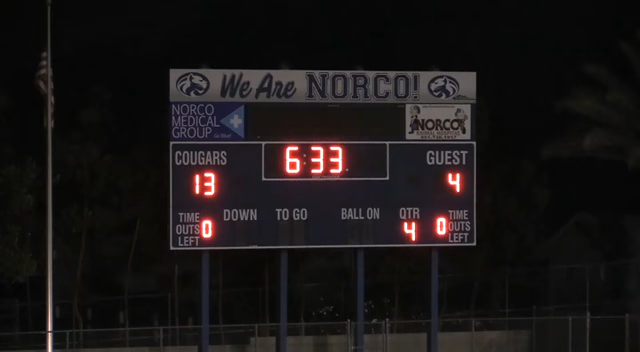 We Are NORCO!
NORCO
MEDICAL
GROUP
NORCO
COUGARS 6:33 GUEST
13 4
TIME
OUTS
LEFT
0
DOWN TO GO BALL ON QTR
4
0
TIME
OUTS
LEFT